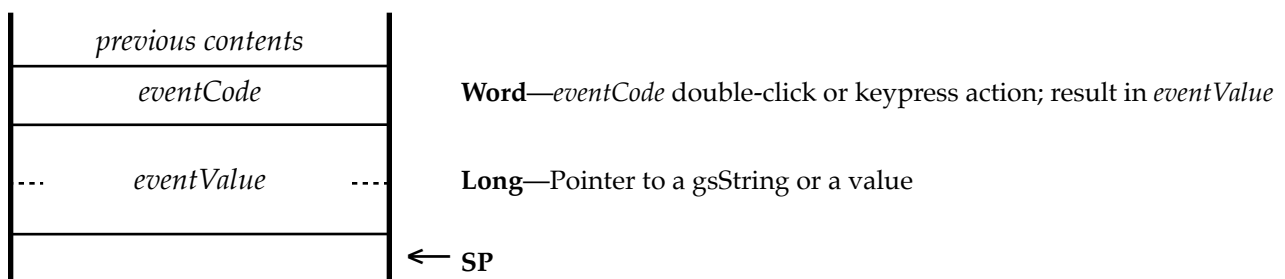 previous contents
eventCode Word—eventCode double-click or keypress action; result in eventValue
eventValue Long—Pointer to a gsString or a value
SP